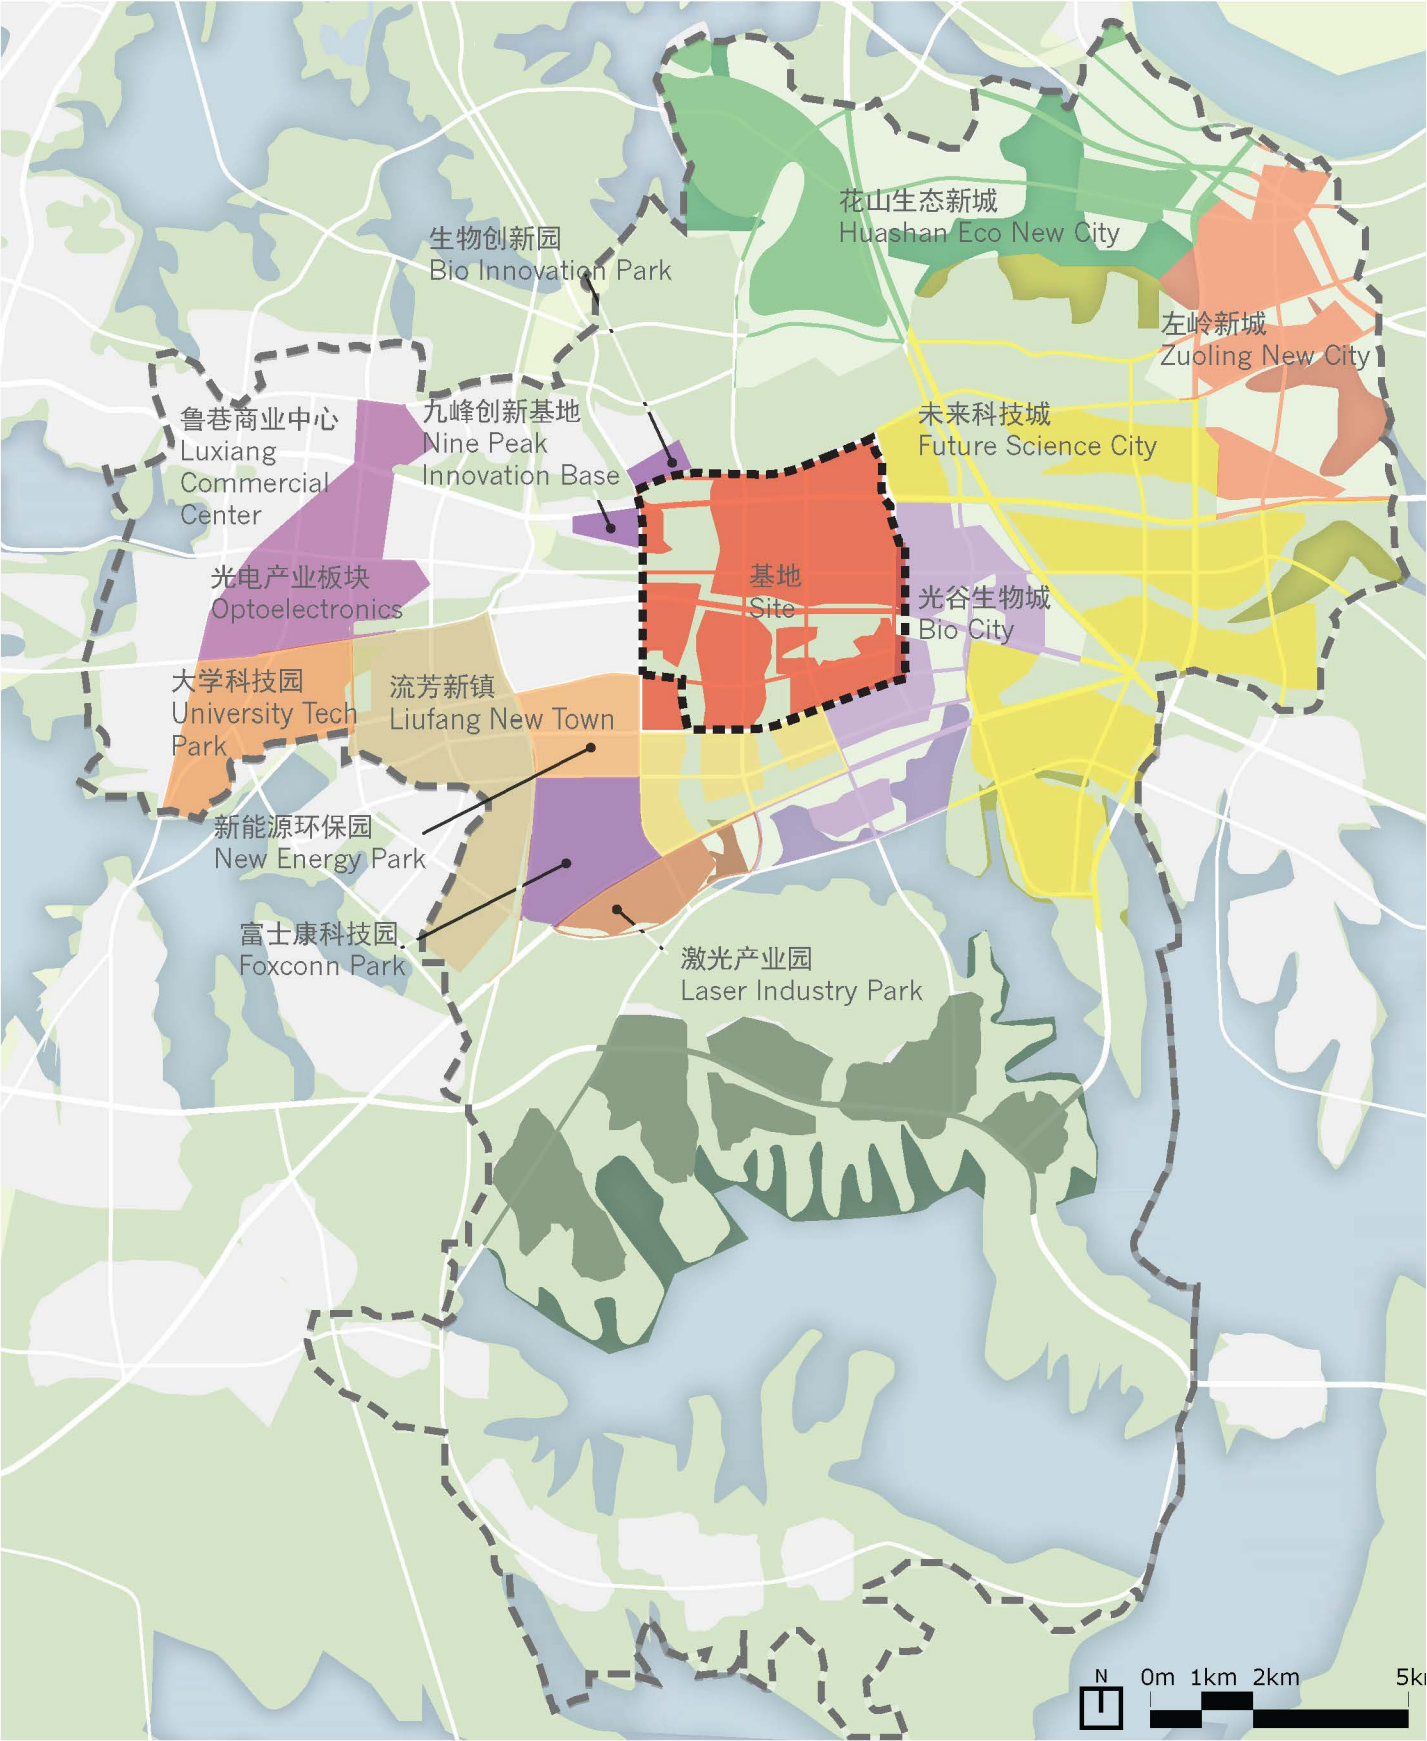 花山生态新城
Huashan Eco New City
生物创新园
Bio Innovation Park
左岭新城
Zuoling New City
鲁巷商业中心
Luxiang
Commercial
Center
九峰创新基地
Nine Peak
Innovation Base
未来科技城
Future Science City
光电产业板块
Optoelectronics
基地
Site
光谷生物城
Bio City
大学科技园
University Tech
Park
流芳新镇
Liufang New Town
新能源环保园
New Energy Park
富士康科技园
Foxconn Park
激光产业园
Laser Industry Park
N
0m 1km 2km 5k